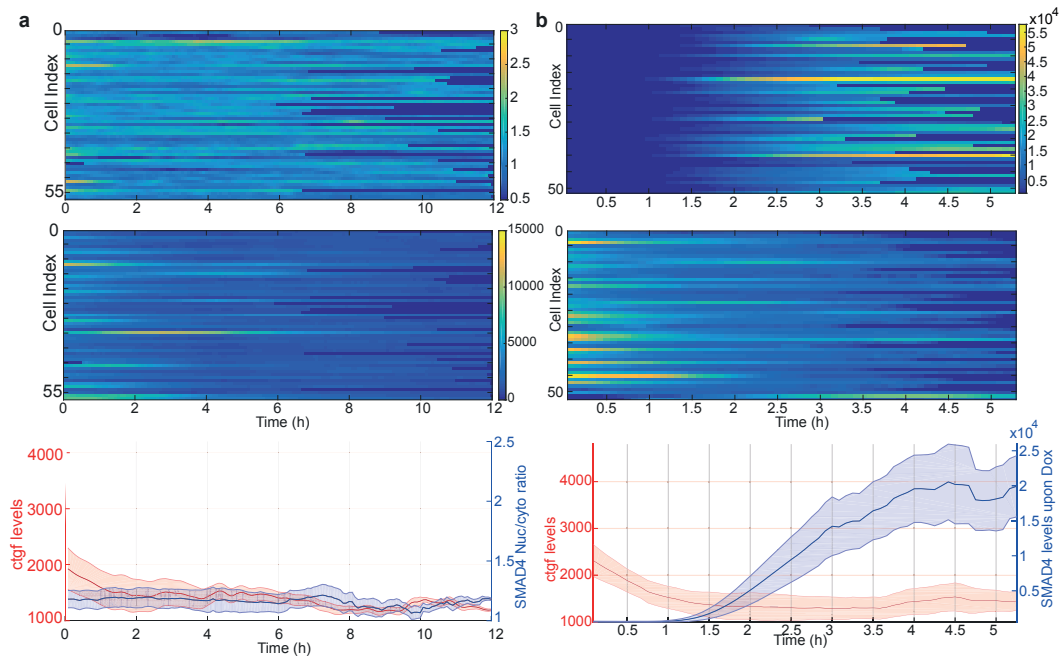 a
b
0
Cell Index
55
0 2 4 6 8 10 12
3
2.5
2
1.5
1
0.5
0
Cell Index
50
0.5 1 1.5 2 2.5 3 3.5 4 4.5 5
x10^4
5.5
5
4.5
4
3.5
3
2.5
2
1.5
1
0.5
0
Cell Index
55
0 2 4 6 8 10 12
Time (h)
15000
10000
5000
0
0
Cell Index
50
0.5 1 1.5 2 2.5 3 3.5 4 4.5 5
Time (h)
ctgf levels
4000
3000
2000
1000
0 2 4 6 8 10 12
Time (h)
2.5
2
1.5
1
SMAD4 Nuc/cyto ratio
ctgf levels
4000
3000
2000
1000
0.5 1 1.5 2 2.5 3 3.5 4 4.5 5
Time (h)
x10^4
2.5
2
1.5
1
0.5
SMAD4 levels upon Dox